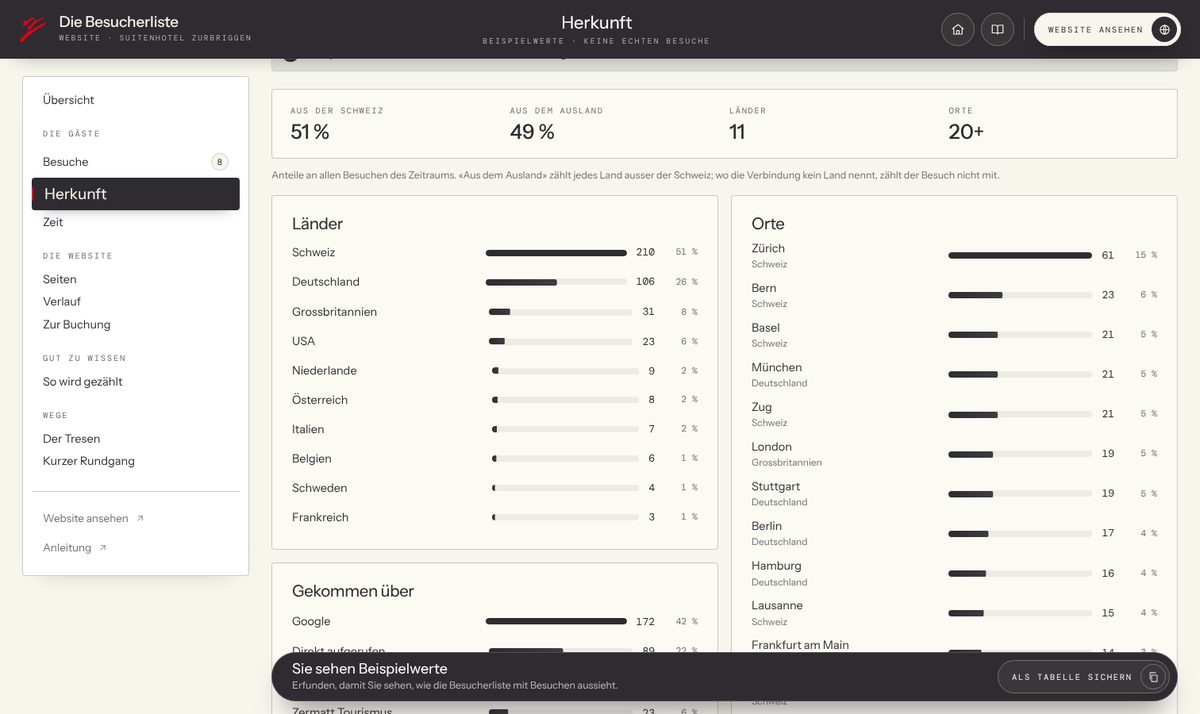 Die Besucherliste
WEBSITE · SUITENHOTEL ZURBRIGGEN
Herkunft
BEISPIELWERTE · KEINE ECHTEN BESUCHE
WEBSITE ANSEHEN
Übersicht
DIE GÄSTE
Besuche 8
Herkunft
Zeit
DIE WEBSITE
Seiten
Verlauf
Zur Buchung
GUT ZU WISSEN
So wird gezählt
WEGE
Der Tresen
Kurzer Rundgang
Website ansehen
Anleitung
AUS DER SCHWEIZ
51 %
AUS DEM AUSLAND
49 %
LÄNDER
11
ORTE
20+
Anteile an allen Besuchen des Zeitraums. «Aus dem Ausland» zählt jedes Land ausser der Schweiz; wo die Verbindung kein Land nennt, zählt der Besuch nicht mit.
Länder
Schweiz 210 51 %
Deutschland 106 26 %
Grossbritannien 31 8 %
USA 23 6 %
Niederlande 9 2 %
Österreich 8 2 %
Italien 7 2 %
Belgien 6 1 %
Schweden 4 1 %
Frankreich 3 1 %
Gekommen über
Google 172 42 %
Direkt aufgerufen 89 22 %
Zermatt Tourismus 23 6 %
Orte
Zürich 61 15 %
Schweiz
Bern 23 6 %
Schweiz
Basel 21 5 %
Schweiz
München 21 5 %
Deutschland
Zug 21 5 %
Schweiz
London 19 5 %
Grossbritannien
Stuttgart 19 5 %
Deutschland
Berlin 17 4 %
Deutschland
Hamburg 16 4 %
Deutschland
Lausanne 15 4 %
Schweiz
Frankfurt am Main 14 3 %
Schweiz
Sie sehen Beispielwerte
Erfunden, damit Sie sehen, wie die Besucherliste mit Besuchen aussieht.
ALS TABELLE SICHERN